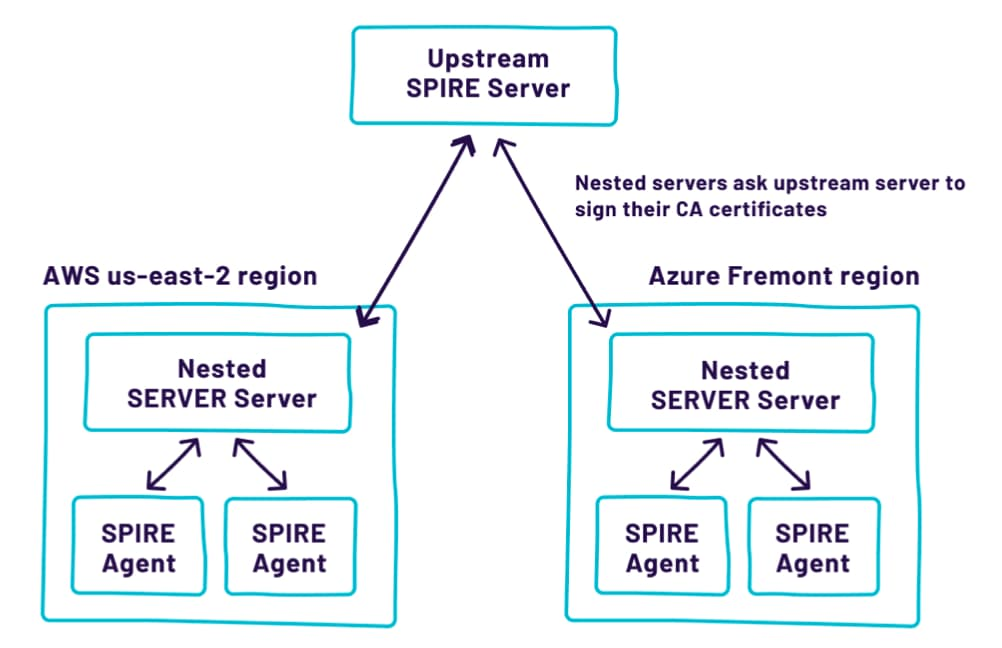 Upstream
SPIRE Server
Nested servers ask upstream server to
sign their CA certificates
AWS us-east-2 region
Azure Fremont region
Nested
SERVER Server
Nested
SERVER Server
SPIRE
Agent
SPIRE
Agent
SPIRE
Agent
SPIRE
Agent